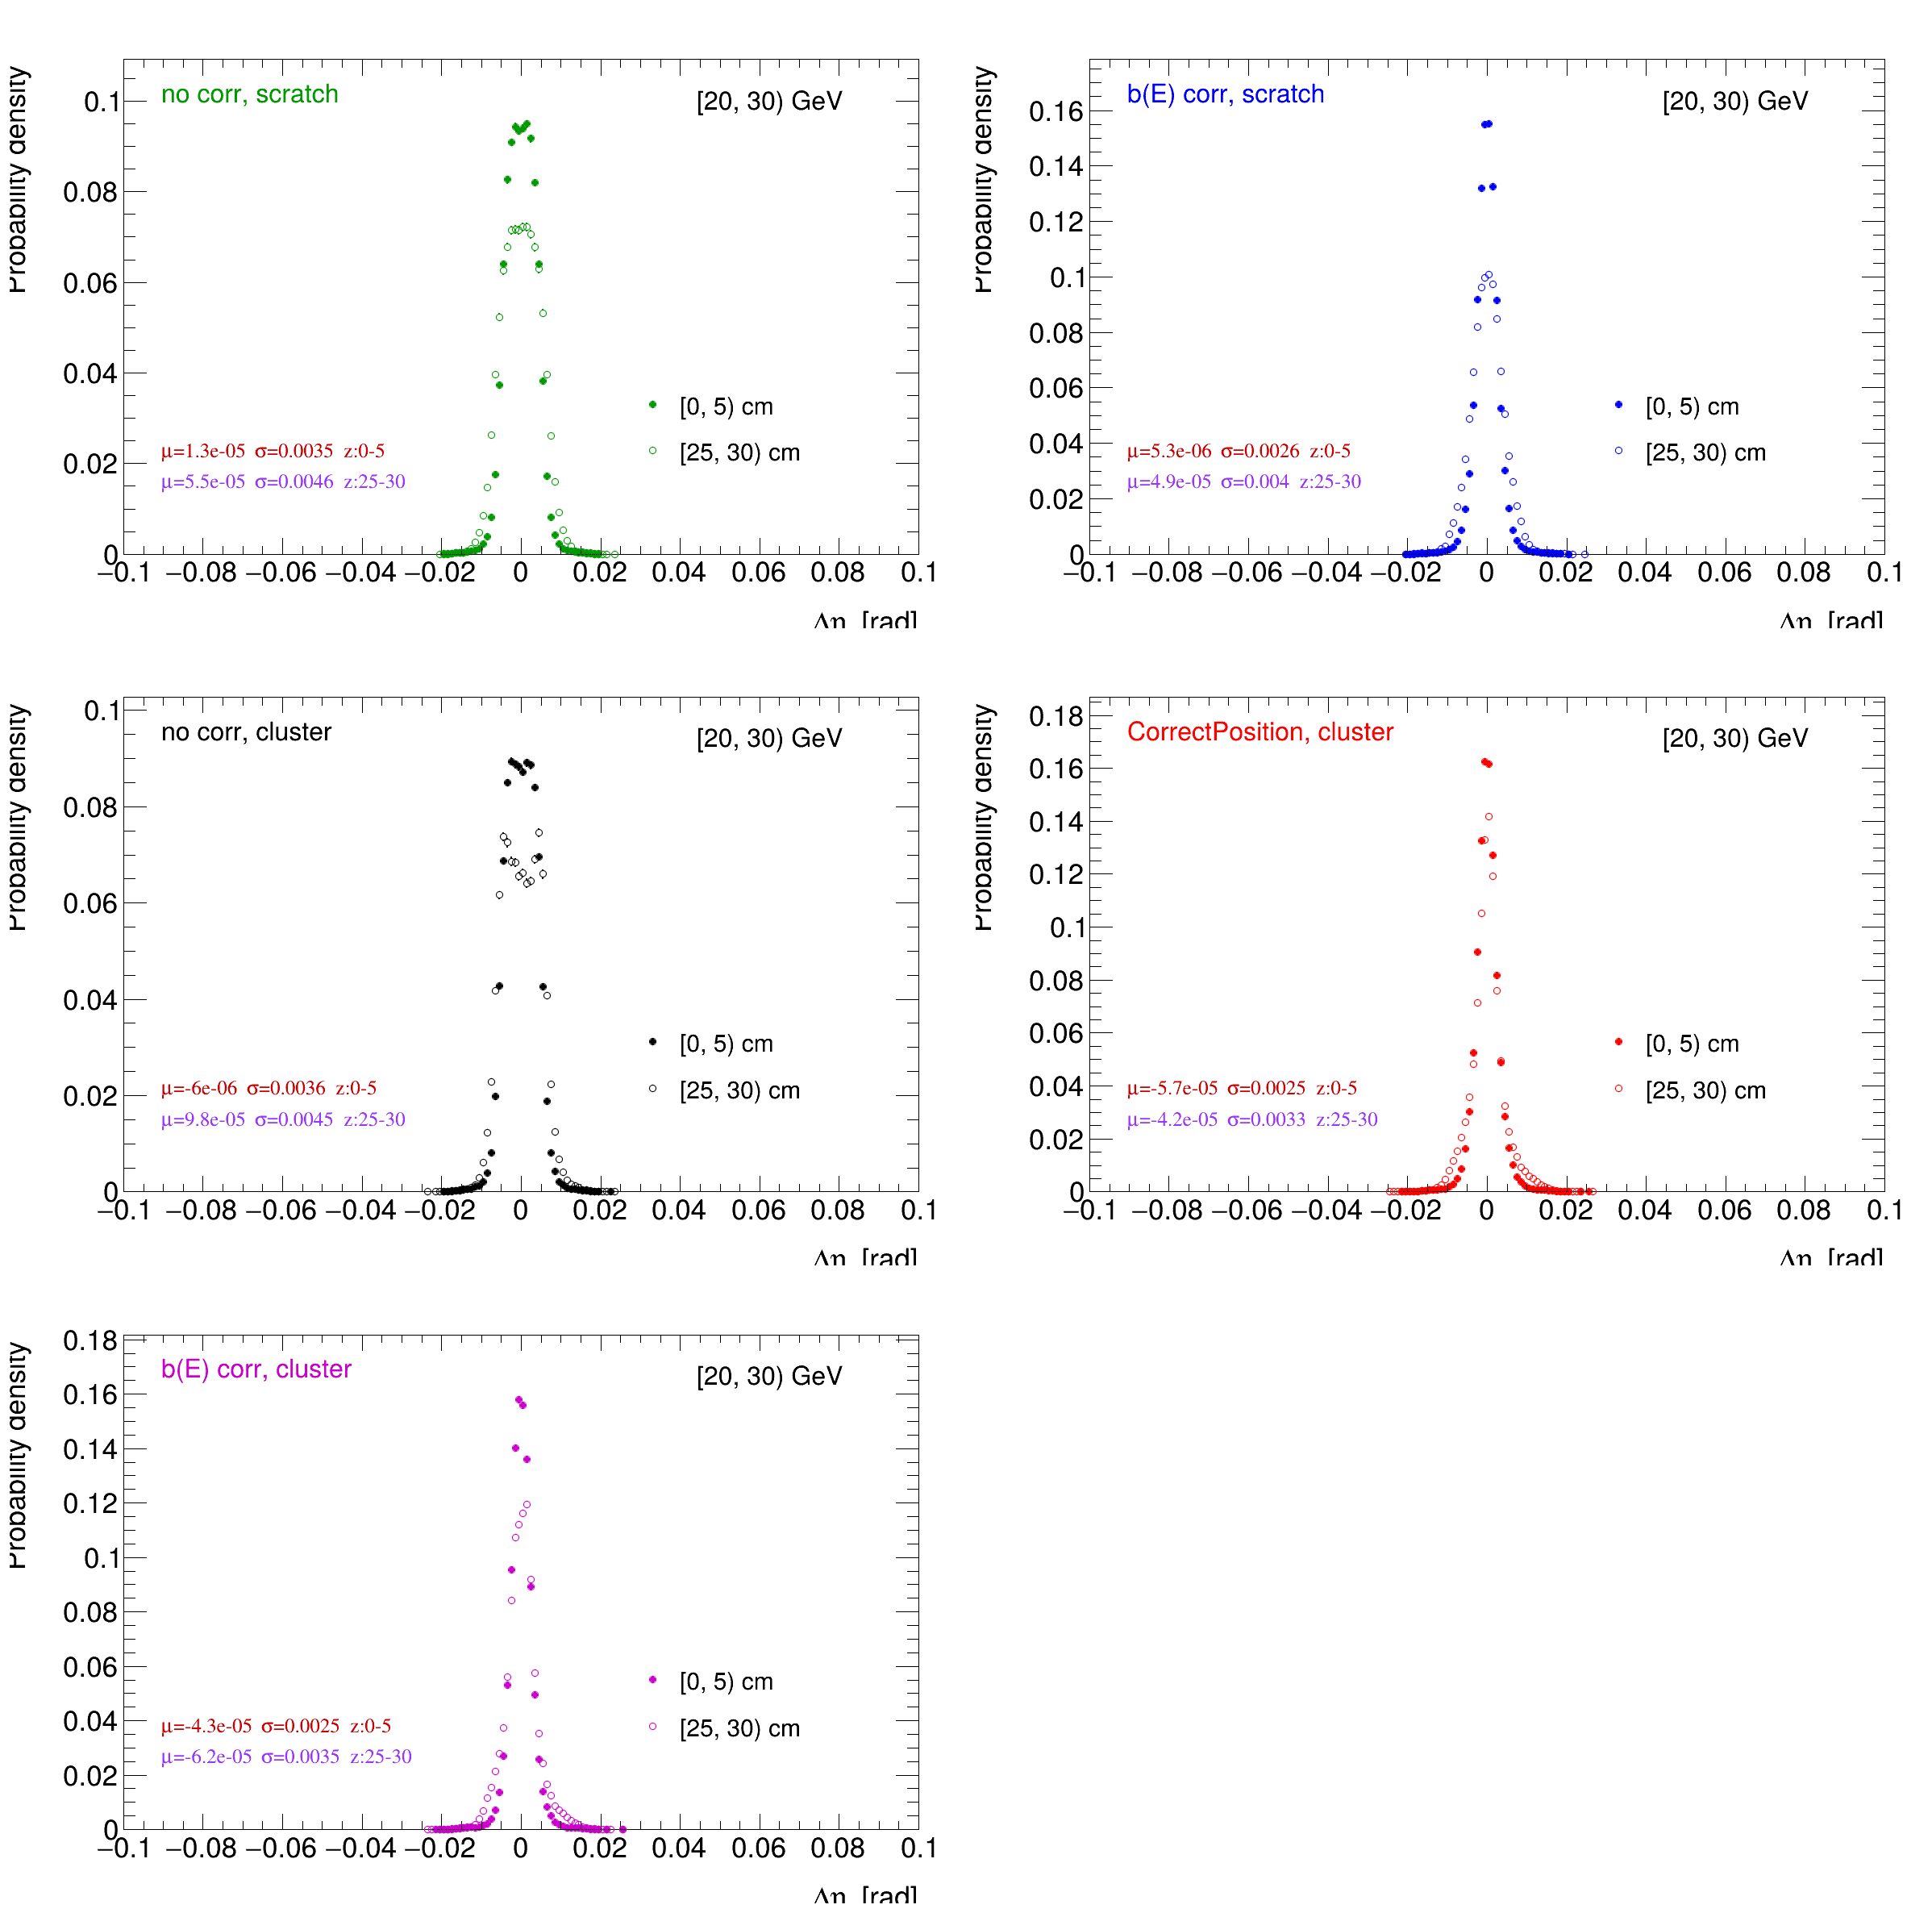 no corr, scratch
[20, 30) GeV
Probability density
0.1
0.08
0.06
0.04
0.02
0
[0, 5) cm
[25, 30) cm
μ=1.3e-05 σ=0.0035 z:0-5
μ=5.5e-05 σ=0.0046 z:25-30
−0.1 −0.08 −0.06 −0.04 −0.02 0 0.02 0.04 0.06 0.08 0.1
Δη [rad]
b(E) corr, scratch
[20, 30) GeV
Probability density
0.16
0.14
0.12
0.1
0.08
0.06
0.04
0.02
0
[0, 5) cm
[25, 30) cm
μ=5.3e-06 σ=0.0026 z:0-5
μ=4.9e-05 σ=0.004 z:25-30
−0.1 −0.08 −0.06 −0.04 −0.02 0 0.02 0.04 0.06 0.08 0.1
Δη [rad]
no corr, cluster
[20, 30) GeV
Probability density
0.1
0.08
0.06
0.04
0.02
0
[0, 5) cm
[25, 30) cm
μ=-6e-06 σ=0.0036 z:0-5
μ=9.8e-05 σ=0.0045 z:25-30
−0.1 −0.08 −0.06 −0.04 −0.02 0 0.02 0.04 0.06 0.08 0.1
Δη [rad]
CorrectPosition, cluster
[20, 30) GeV
Probability density
0.18
0.16
0.14
0.12
0.1
0.08
0.06
0.04
0.02
0
[0, 5) cm
[25, 30) cm
μ=-5.7e-05 σ=0.0025 z:0-5
μ=-4.2e-05 σ=0.0033 z:25-30
−0.1 −0.08 −0.06 −0.04 −0.02 0 0.02 0.04 0.06 0.08 0.1
Δη [rad]
b(E) corr, cluster
[20, 30) GeV
Probability density
0.18
0.16
0.14
0.12
0.1
0.08
0.06
0.04
0.02
0
[0, 5) cm
[25, 30) cm
μ=-4.3e-05 σ=0.0025 z:0-5
μ=-6.2e-05 σ=0.0035 z:25-30
−0.1 −0.08 −0.06 −0.04 −0.02 0 0.02 0.04 0.06 0.08 0.1
Δη [rad]